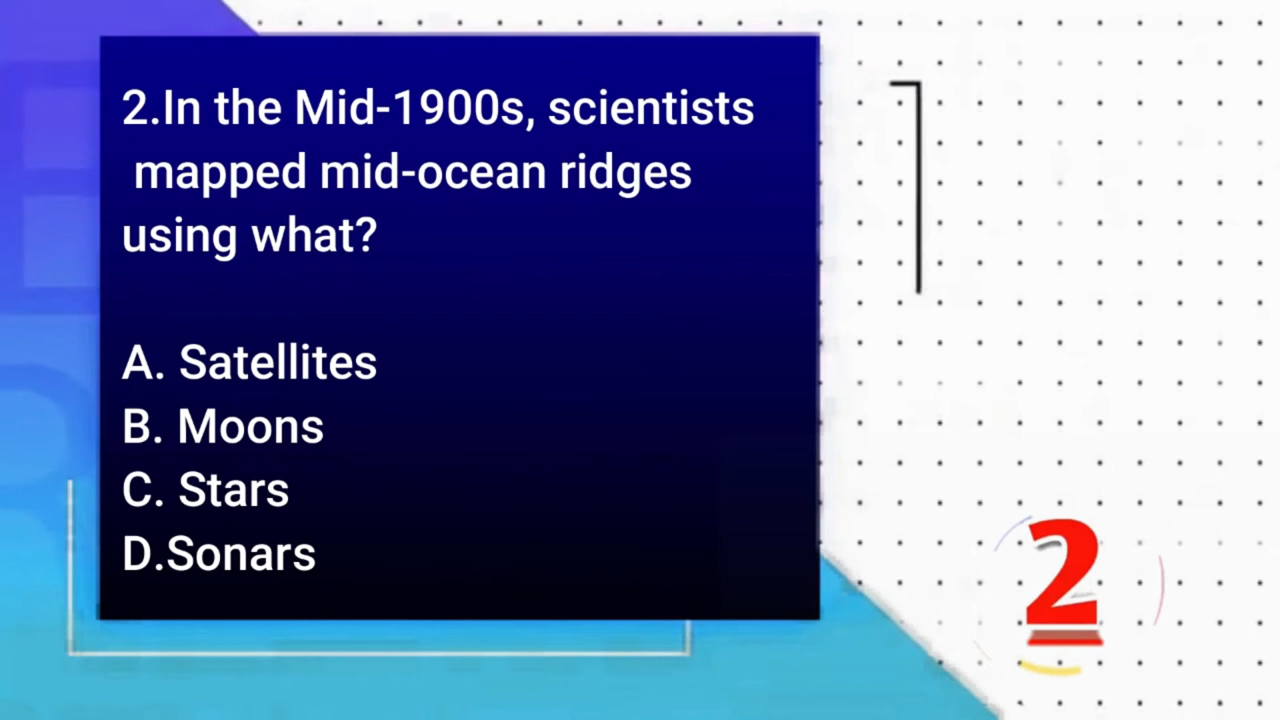 2.In the Mid-1900s, scientists
mapped mid-ocean ridges
using what?
A. Satellites
B. Moons
C. Stars
D.Sonars
2